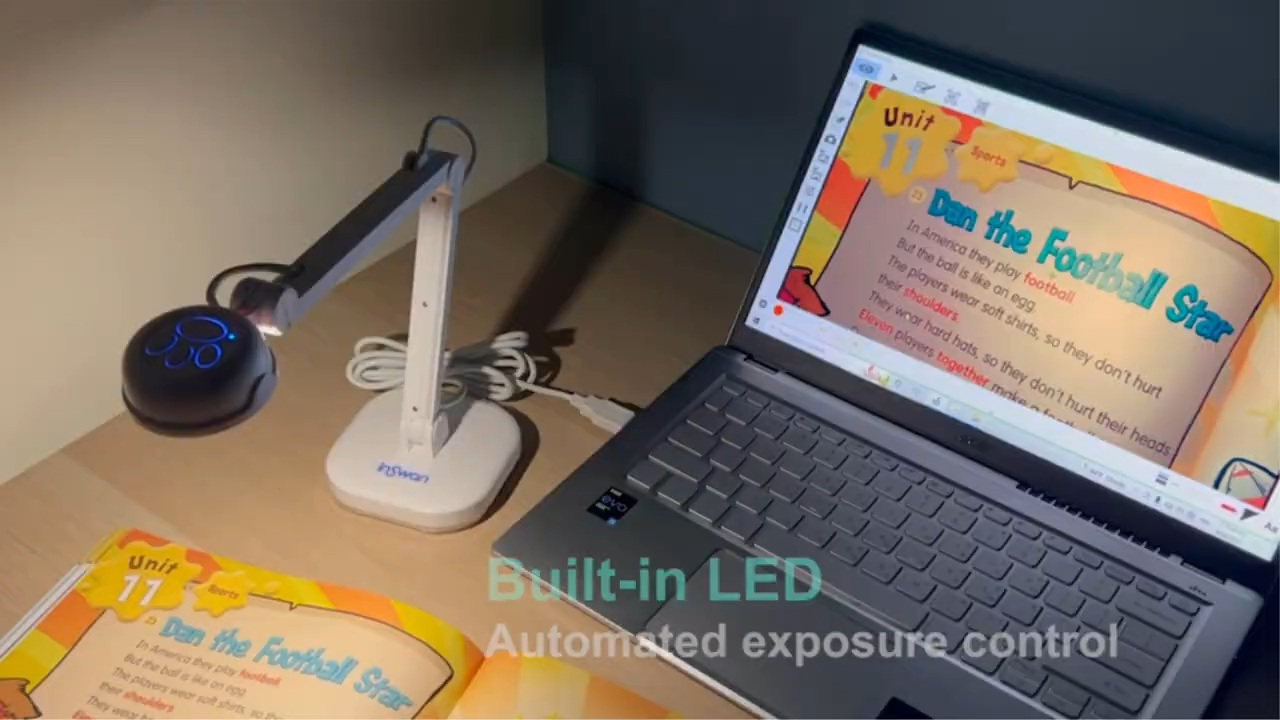 Unit
11
Sports
Dan the Football Star
In America they play football.
But the ball is like an egg.
The players wear soft shirts, so they don't hurt
their shoulders.
They wear hard hats, so they don't hurt their heads.
Eleven players together make a
inswan
evo
Built-in LED
Automated exposure control
Unit
11
Sports
Dan the Football Star
In America they play football.
But the ball is like an egg.
The players wear soft shirts, so
their shoulders
They wear